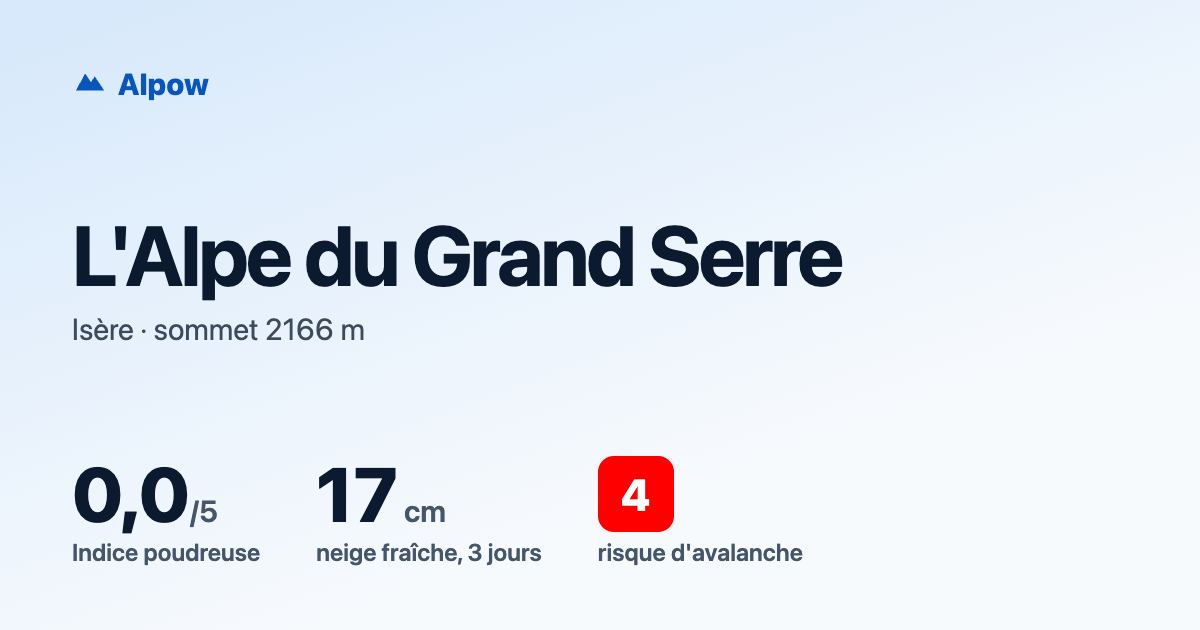 Alpow
L'Alpe du Grand Serre
Isère · sommet 2166 m
0,0/5
Indice poudreuse
17 cm
neige fraîche, 3 jours
4
risque d'avalanche